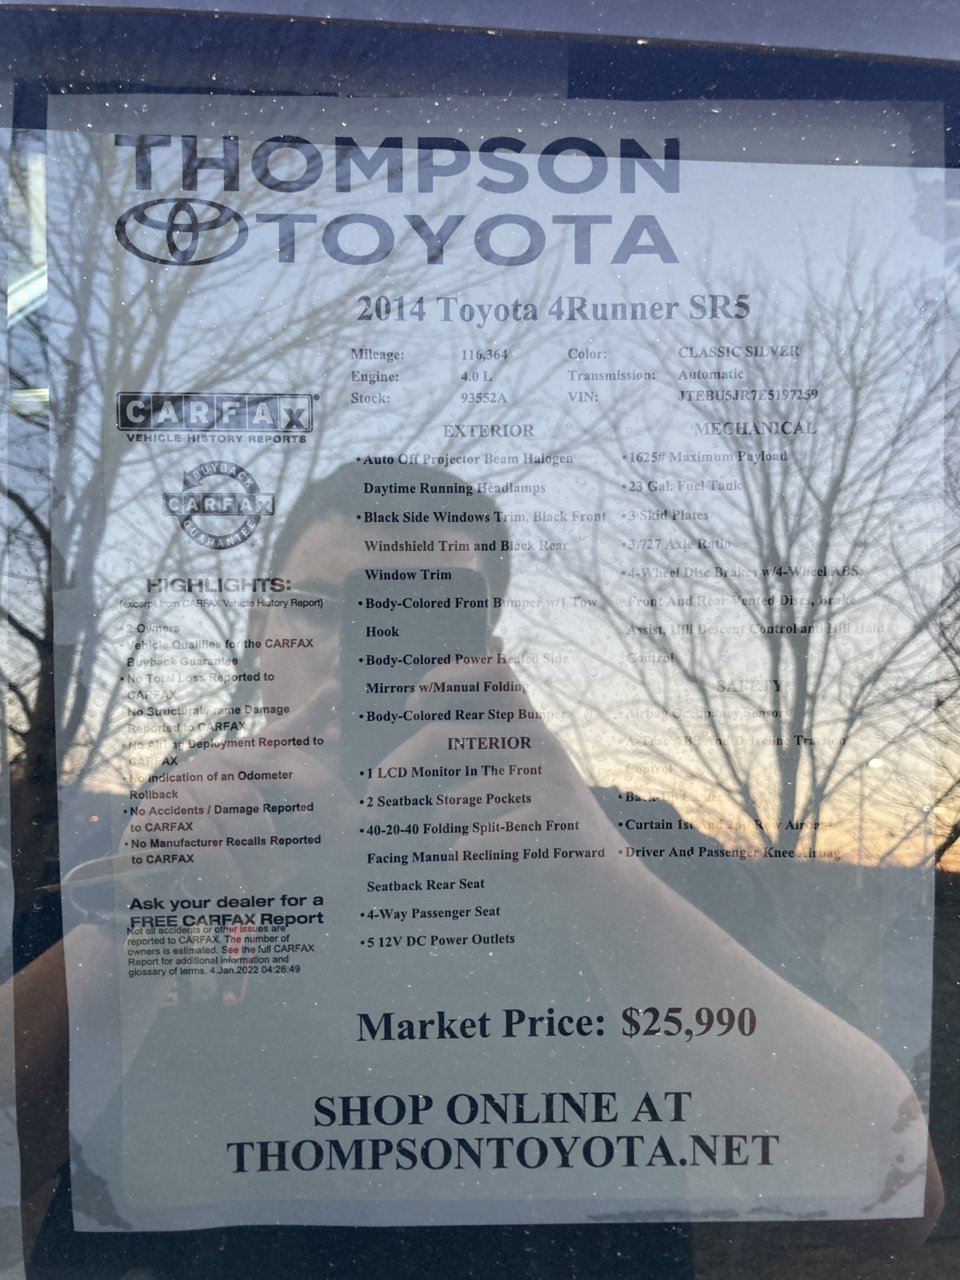 THOMPSON
TOYOTA
2014 Toyota 4Runner SR5
Mileage: 116,364 Color: CLASSIC SILVER
Engine: 4.0 L Transmission: Automatic
Stock: 93552A VIN: JTEBU5JR7E5197259
CARFAX
VEHICLE HISTORY REPORTS
BUYBACK
CARFAX
GUARANTEE
HIGHLIGHTS:
(excerpt from CARFAX Vehicle History Report)
• 2 Owners
• Vehicle Qualifies for the CARFAX
Buyback Guarantee
• No Total Loss Reported to
CARFAX
No Structural/Frame Damage
Reported to CARFAX
• No Airbag Deployment Reported to
CARFAX
• No Indication of an Odometer
Rollback
• No Accidents / Damage Reported
to CARFAX
• No Manufacturer Recalls Reported
to CARFAX
Ask your dealer for a
FREE CARFAX Report
Not all accidents or other issues are
reported to CARFAX. The number of
owners is estimated. See the full CARFAX
Report for additional information and
glossary of terms. 4.Jan.2022 04:26:49
EXTERIOR
• Auto Off Projector Beam Halogen
Daytime Running Headlamps
• Black Side Windows Trim, Black Front
Windshield Trim and Black Rear
Window Trim
• Body-Colored Front Bumper w/1 Tow
Hook
• Body-Colored Power Heated Side
Mirrors w/Manual Folding
• Body-Colored Rear Step Bumper
INTERIOR
• 1 LCD Monitor In The Front
• 2 Seatback Storage Pockets
• 40-20-40 Folding Split-Bench Front
Facing Manual Reclining Fold Forward
Seatback Rear Seat
• 4-Way Passenger Seat
• 5 12V DC Power Outlets
MECHANICAL
• 1625# Maximum Payload
• 23 Gal. Fuel Tank
• 3 Skid Plates
• 3.727 Axle Ratio
• 4-Wheel Disc Brakes w/4-Wheel ABS,
Front And Rear Vented Discs, Brake
Assist, Hill Descent Control and Hill Hold
Control
SAFETY
Airbag Occupancy Sensor
ABS And Driveline Traction
Control
• Curtain 1st And 2nd Row Airbags
• Driver And Passenger Knee Airbag
Market Price: $25,990
SHOP ONLINE AT
THOMPSONTOYOTA.NET